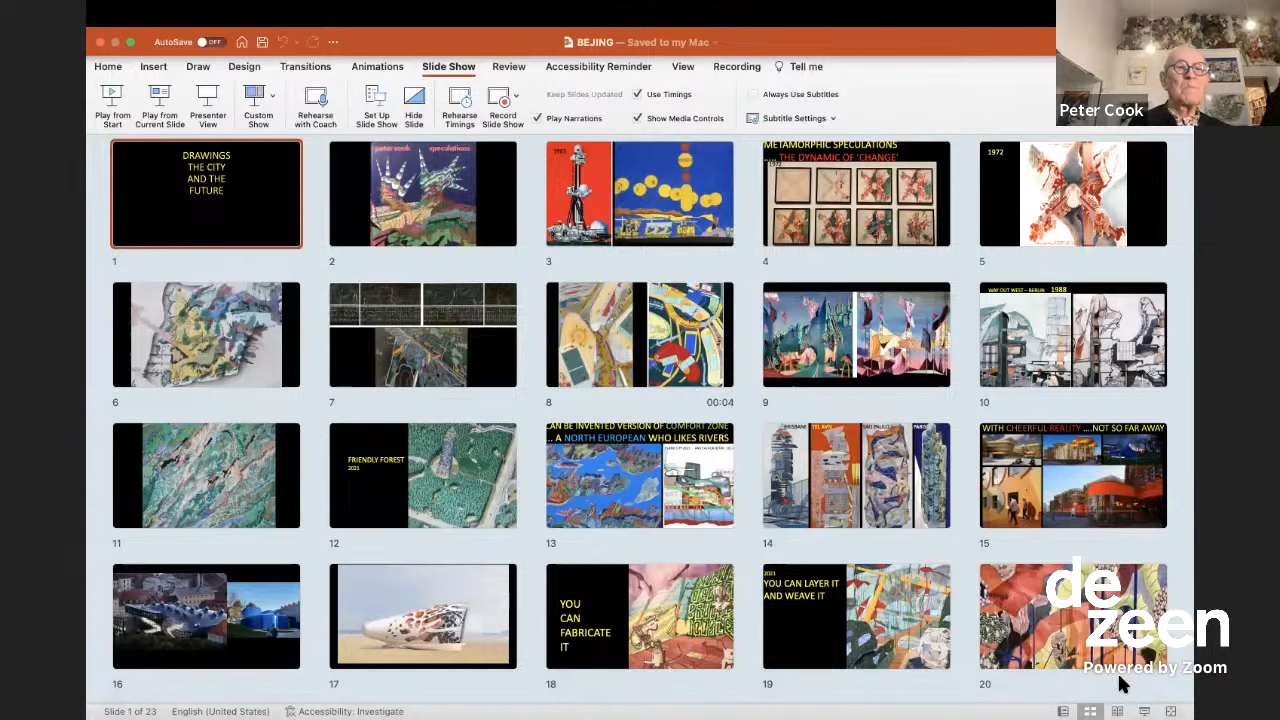 AutoSave OFF
BEJING — Saved to my Mac
Peter Cook
Home Insert Draw Design Transitions Animations Slide Show Review Accessibility Reminder View Recording Tell me
Play from Start
Play from Current Slide
Presenter View
Custom Show
Rehearse with Coach
Set Up Slide Show
Hide Slide
Rehearse Timings
Record Slide Show
Keep Slides Updated
Use Timings
Always Use Subtitles
Play Narrations
Show Media Controls
Subtitle Settings
DRAWINGS
THE CITY
AND THE
FUTURE
1
peter cook speculations
2
3
METAMORPHIC SPECULATIONS
.... THE DYNAMIC OF 'CHANGE'
4
1972
5
6
7
8
00:04
9
WAY OUT WEST – BERLIN 1988
10
11
FRIENDLY FOREST
2021
12
CAN BE INVENTED VERSION OF COMFORT ZONE
.. A NORTH EUROPEAN WHO LIKES RIVERS
13
BRISBANE
TEL AVIV
SAO PAULO
PARIS
14
WITH CHEERFUL REALITY ....NOT SO FAR AWAY
15
16
17
YOU
CAN
FABRICATE
IT
18
2021
YOU CAN LAYER IT
AND WEAVE IT
19
20
de
zeen
Powered by Zoom
Slide 1 of 23
English (United States)
Accessibility: Investigate